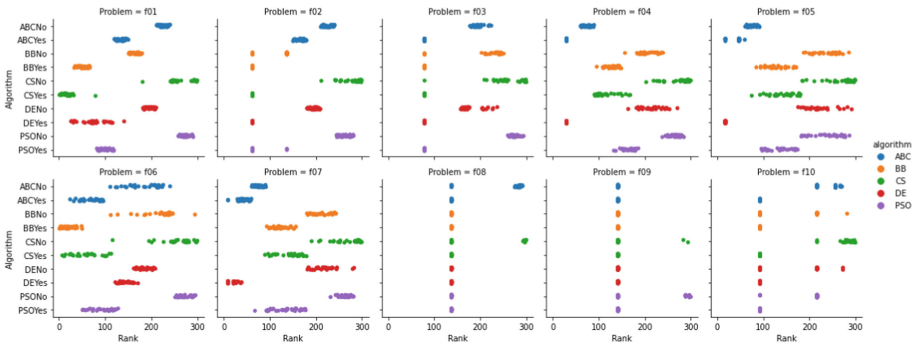 Problem = f01
Problem = f02
Problem = f03
Problem = f04
Problem = f05
ABCNo
ABCYes
BBNo
BBYes
CSNo
CSYes
DENo
DEYes
PSONo
PSOYes
Algorithm
algorithm
ABC
BB
CS
DE
PSO
Problem = f06
Problem = f07
Problem = f08
Problem = f09
Problem = f10
ABCNo
ABCYes
BBNo
BBYes
CSNo
CSYes
DENo
DEYes
PSONo
PSOYes
Algorithm
0 100 200 300
0 100 200 300
0 100 200 300
0 100 200 300
0 100 200 300
Rank
Rank
Rank
Rank
Rank